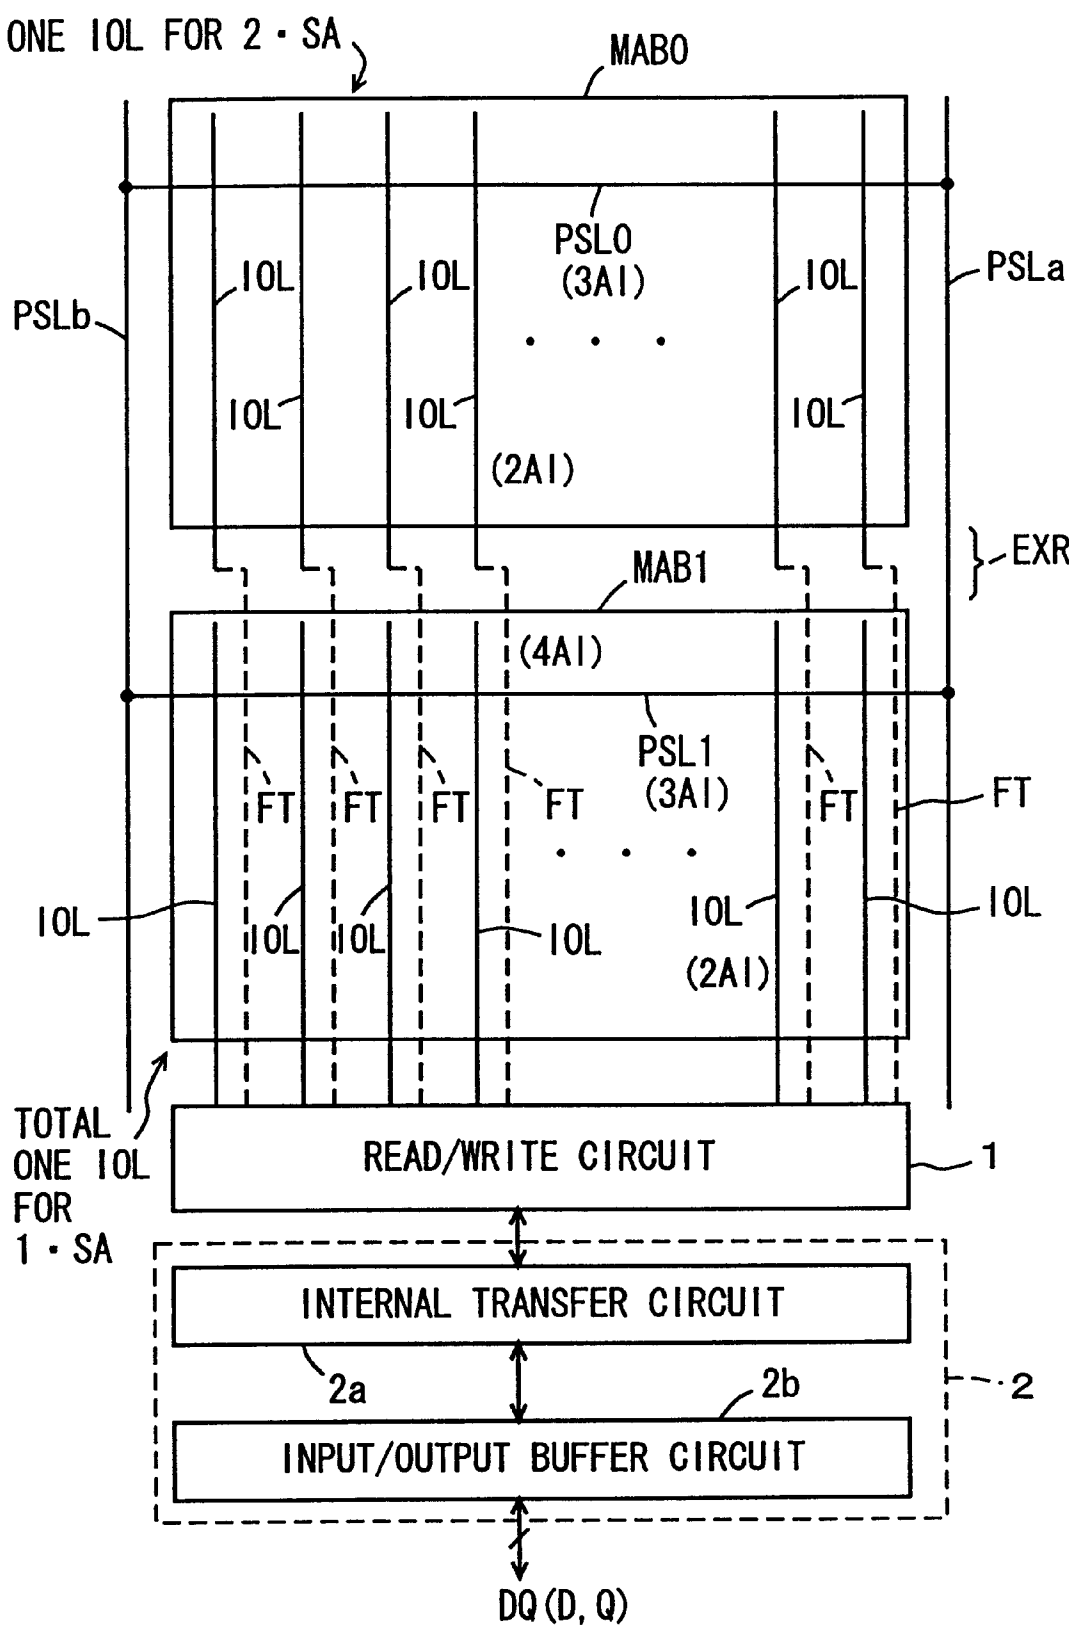 ONE IOL FOR 2・SA
MAB0
PSL0
(3Al)
IOL IOL IOL
PSLa
PSLb
IOL IOL IOL
(2Al)
EXR
MAB1
(4Al)
PSL1
(3Al)
FT FT FT FT FT FT
IOL IOL IOL IOL IOL IOL
(2Al)
TOTAL
ONE IOL
FOR
1・SA
READ/WRITE CIRCUIT
1
INTERNAL TRANSFER CIRCUIT
2a
2b
2
INPUT/OUTPUT BUFFER CIRCUIT
DQ(D,Q)